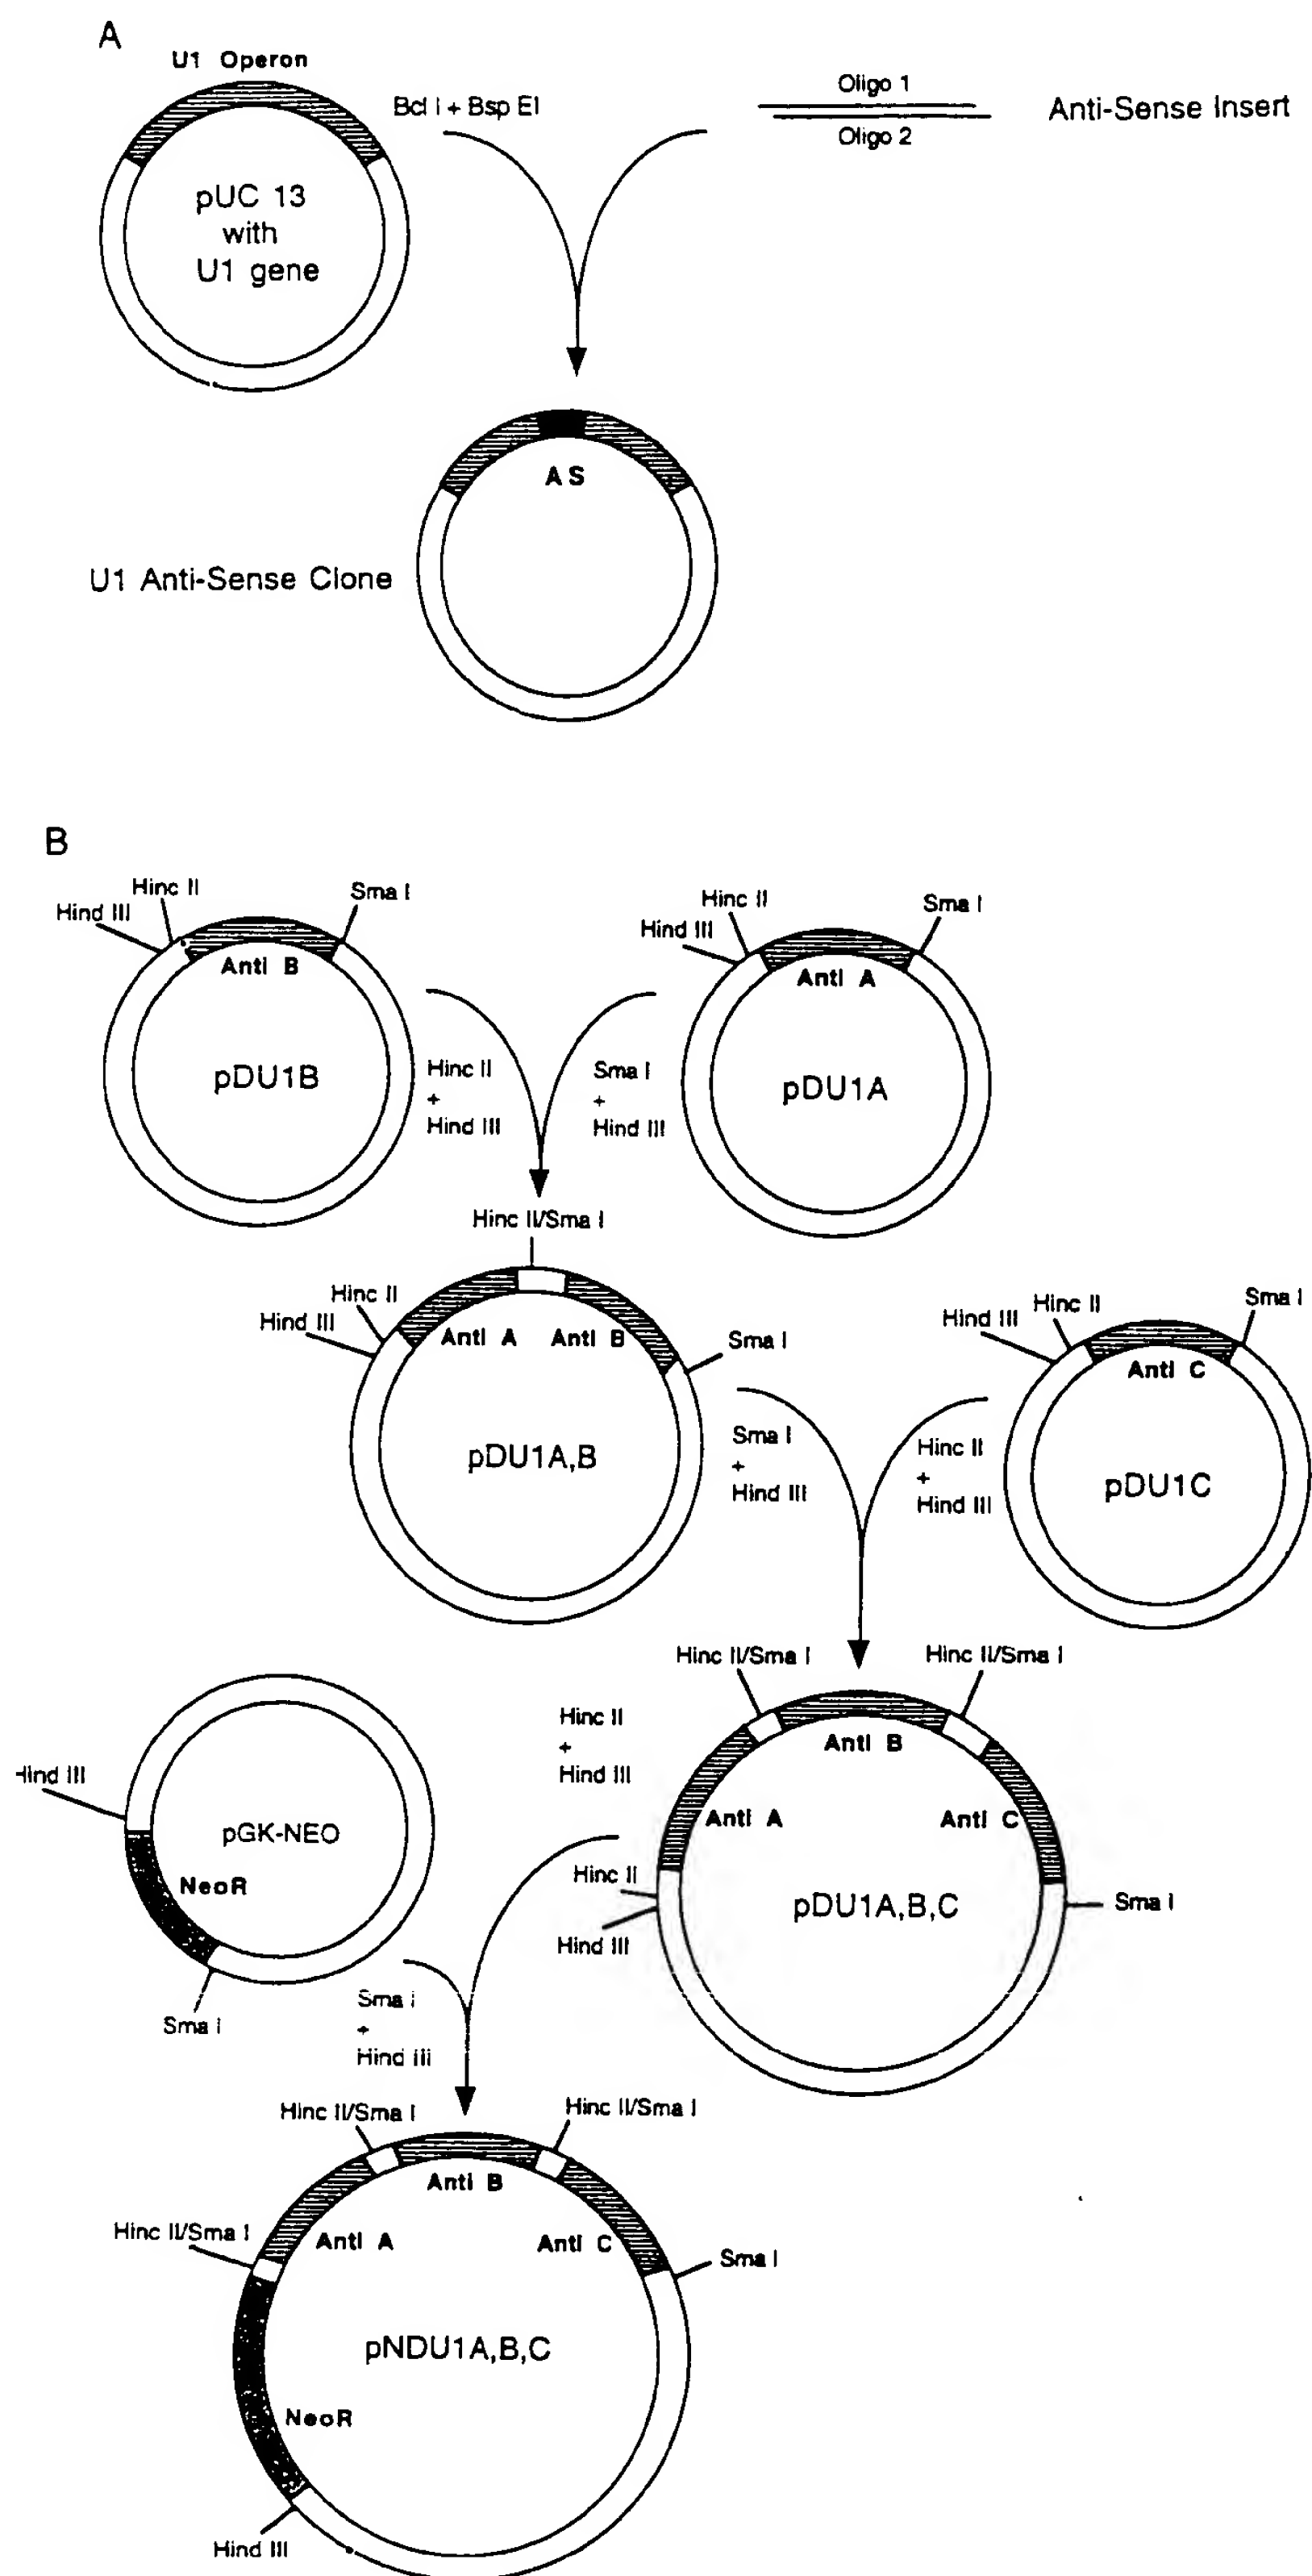 A
U1 Operon
Bcl I + Bsp EI
Oligo 1
Oligo 2
Anti-Sense Insert
pUC 13
with
U1 gene
AS
U1 Anti-Sense Clone
B
Hinc II
Hind III
Sma I
Anti B
pDU1B
Hinc II
+
Hind III
Hinc II
Hind III
Sma I
Anti A
pDU1A
Sma I
+
Hind III
Hinc II/Sma I
Hinc II
Hind III
Anti A
Anti B
Sma I
pDU1A,B
Sma I
+
Hind III
Hinc II
Hind III
Sma I
Anti C
pDU1C
Hinc II
+
Hind III
Hinc II/Sma I
Hinc II/Sma I
Anti B
Anti A
Anti C
Hinc II
Hind III
pDU1A,B,C
Sma I
Hinc II
+
Hind III
Hind III
pGK-NEO
NeoR
Sma I
Sma I
+
Hind III
Hinc II/Sma I
Hinc II/Sma I
Anti B
Hinc II/Sma I
Anti A
Anti C
Sma I
pNDU1A,B,C
NeoR
Hind III